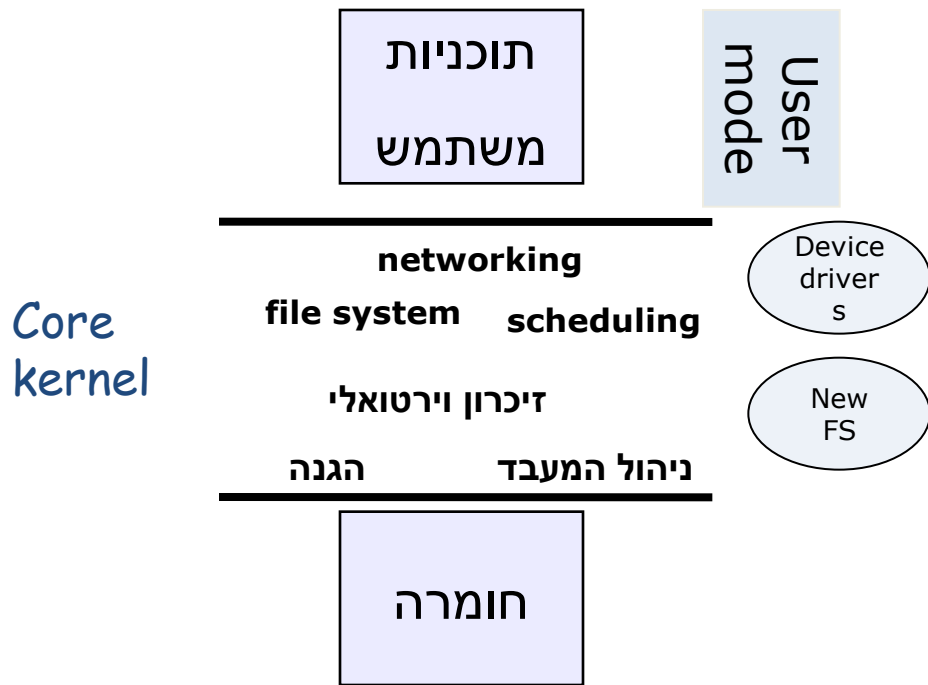 תוכניות
משתמש
User
mode
networking
file system
scheduling
Device
driver
s
Core
kernel
זיכרון וירטואלי
New
FS
הגנה
ניהול המעבד
חומרה